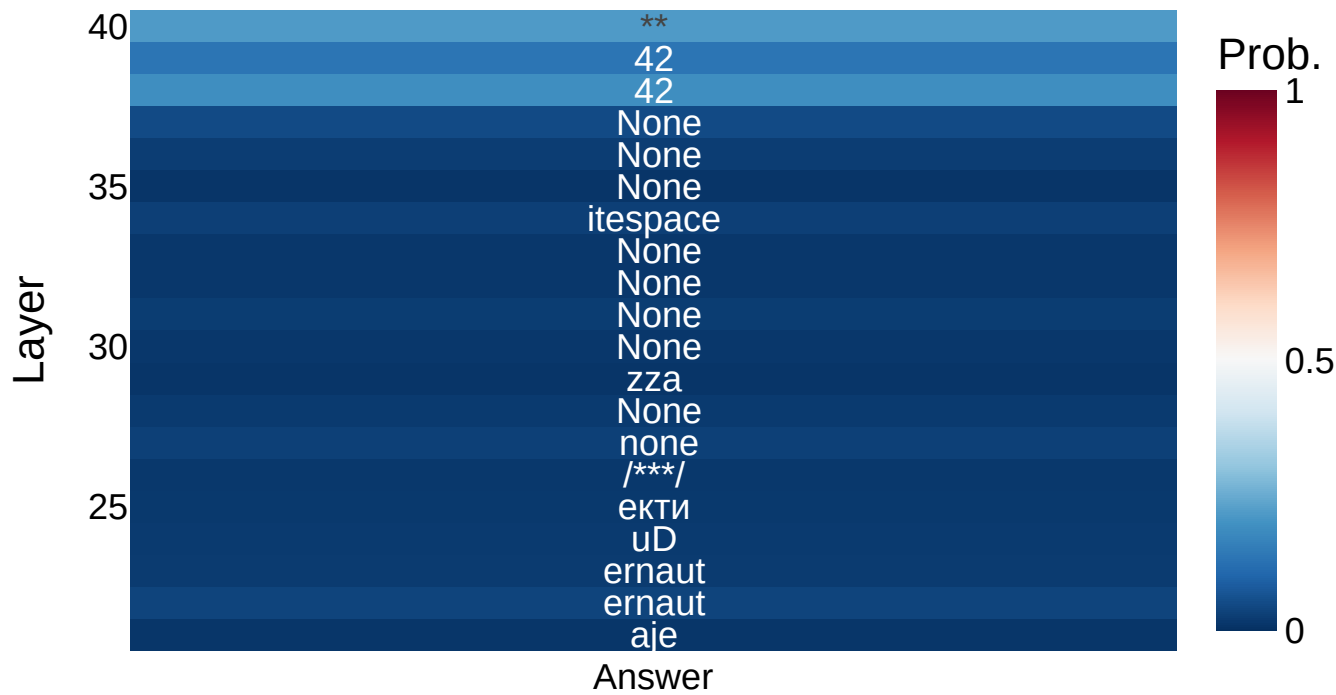 40
**
42
42
None
None
35
None
itespace
None
None
None
30
None
zza
None
none
/***/
25
екти
uD
ernaut
ernaut
aje
Layer
Answer
Prob.
1
0.5
0